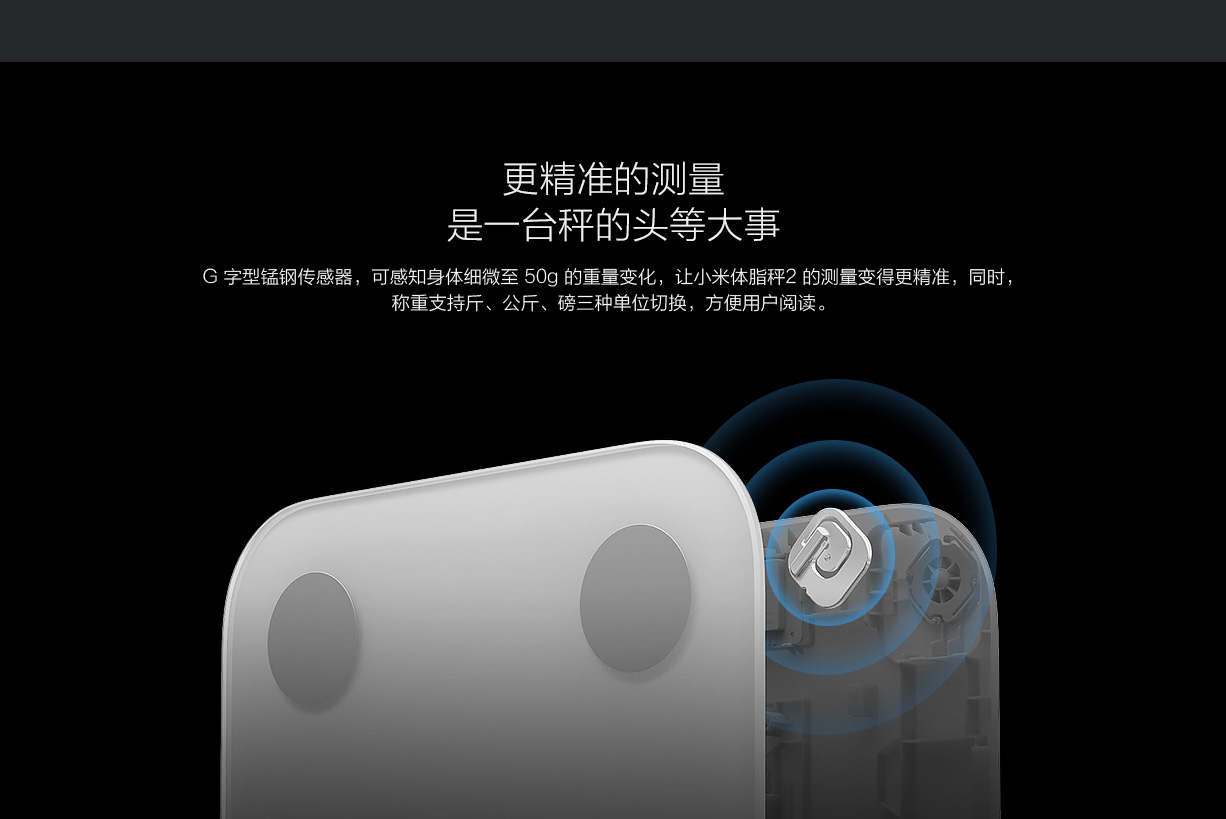 更精准的测量
是一台秤的头等大事
G 字型锰钢传感器，可感知身体细微至 50g 的重量变化，让小米体脂秤2 的测量变得更精准，同时，
称重支持斤、公斤、磅三种单位切换，方便用户阅读。